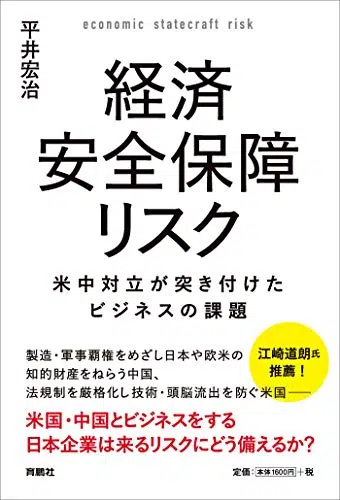 economic statecraft risk
平井宏治
経済
安全保障
リスク
米中対立が突き付けた
ビジネスの課題
製造・軍事覇権をめざし日本や欧米の
知的財産をねらう中国、
法規制を厳格化し技術・頭脳流出を防ぐ米国──
江崎道朗氏
推薦!
米国・中国とビジネスをする
日本企業は来るリスクにどう備えるか?
育鵬社
定価:本体1600円+税